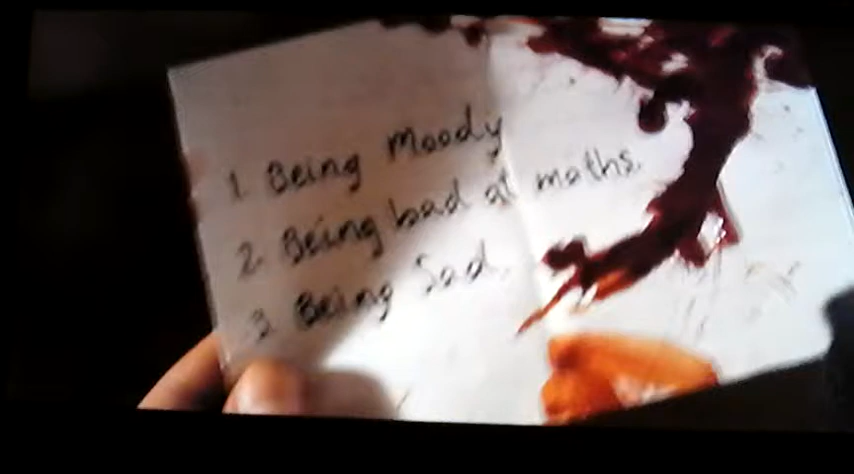 1. Being Moody
2. Being bad at maths.
3. Being Sad.